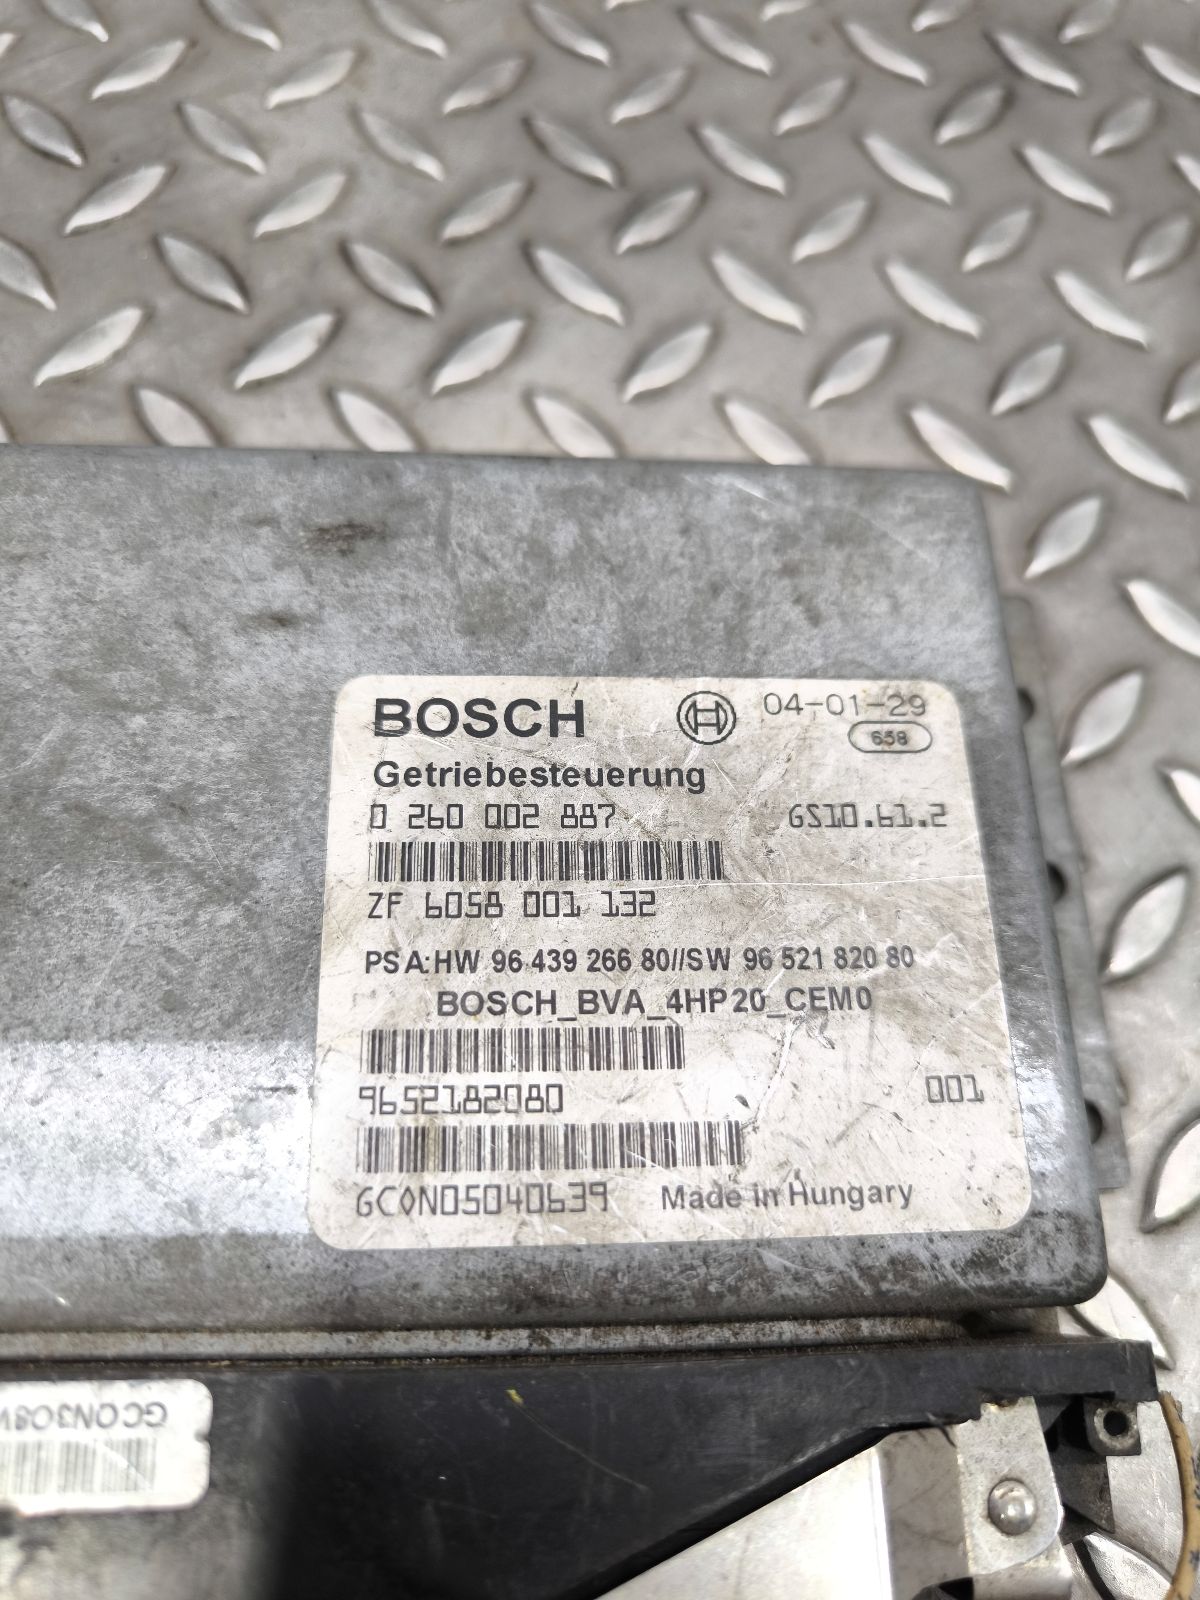 BOSCH 04-01-29
658
Getriebesteuerung
0 260 002 887 GS10.61.2
ZF 6058 001 132
PSA:HW 96 439 266 80//SW 96 521 820 80
BOSCH_BVA_4HP20_CEM0
9652182080 001
GC0N05040639 Made in Hungary